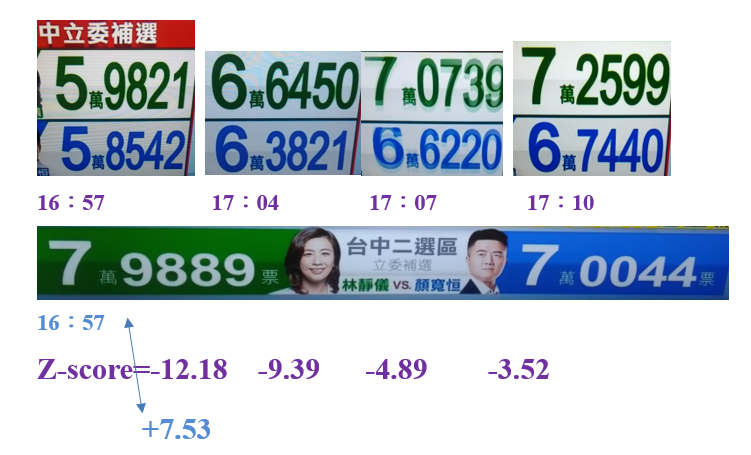 中立委補選
5萬9821 6萬6450 7萬0739 7萬2599
5萬8542 6萬3821 6萬6220 6萬7440
16：57 17：04 17：07 17：10
7萬9889票 台中二選區 7萬0044票
立委補選
林靜儀 VS. 顏寬恒
16：57
Z-score=-12.18 -9.39 -4.89 -3.52
+7.53